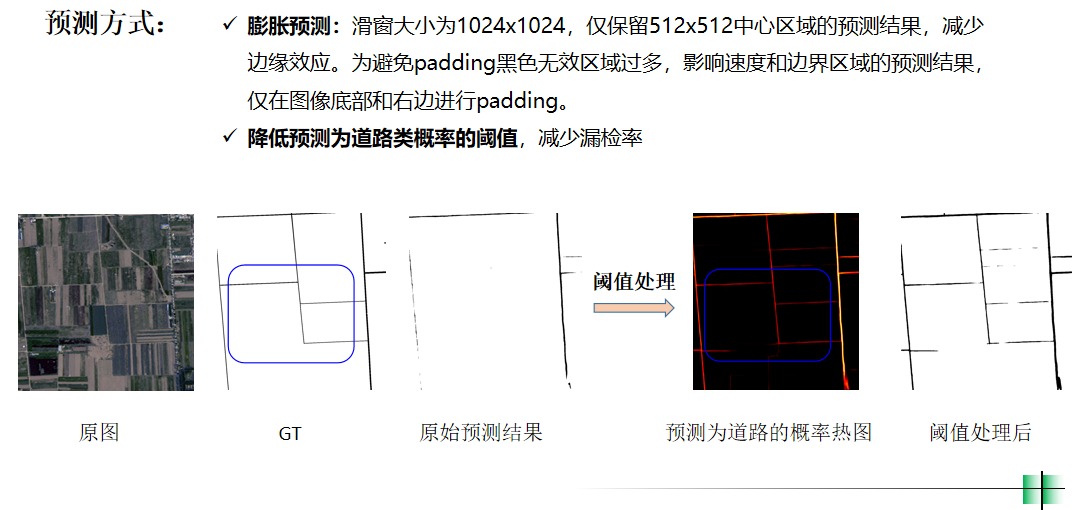 预测方式：
✓ 膨胀预测：滑窗大小为1024x1024，仅保留512x512中心区域的预测结果，减少
边缘效应。为避免padding黑色无效区域过多，影响速度和边界区域的预测结果，
仅在图像底部和右边进行padding。
✓ 降低预测为道路类概率的阈值，减少漏检率
阈值处理
原图
GT
原始预测结果
预测为道路的概率热图
阈值处理后